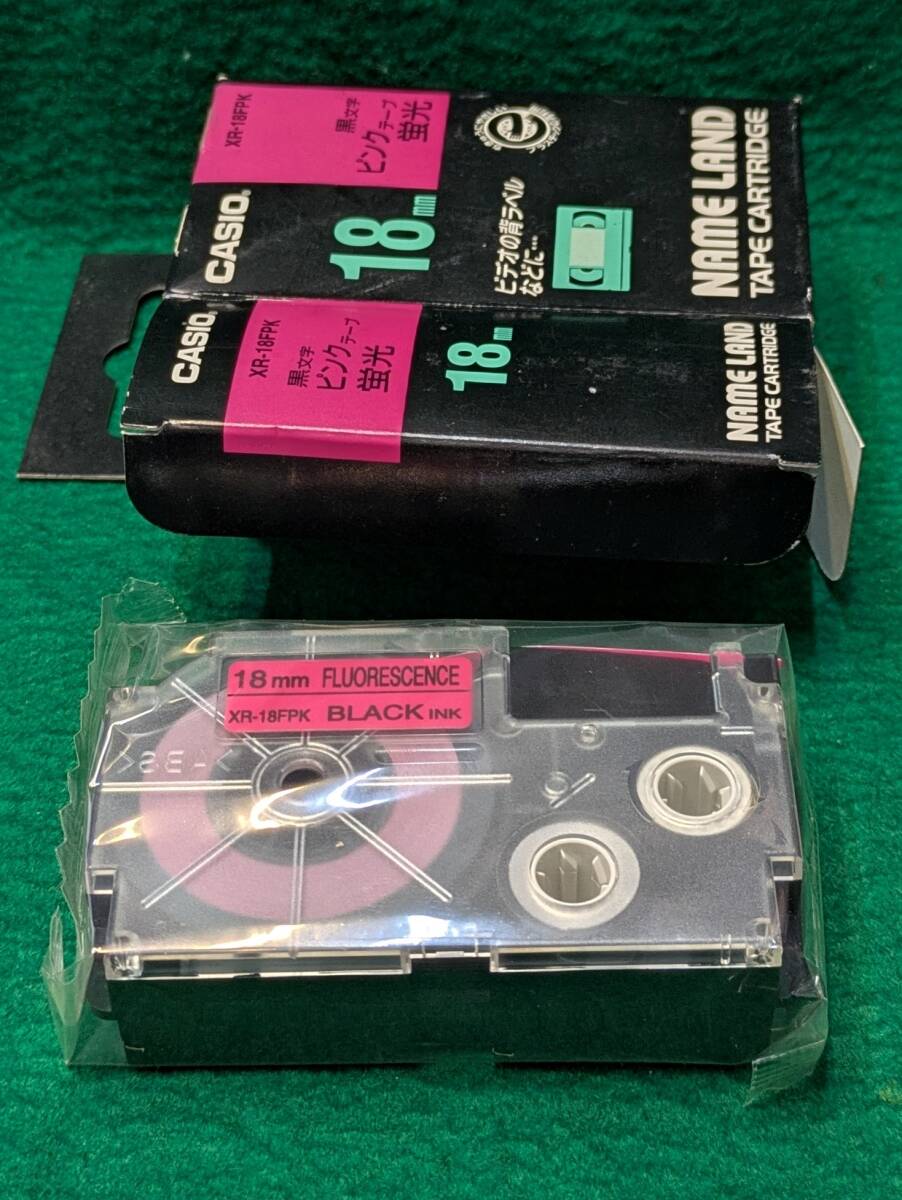 XR-18FPK
黒文字
ピンクテープ
蛍光
CASIO
18mm
ビデオの背ラベル
などに…
NAME LAND
TAPE CARTRIDGE
CASIO
XR-18FPK
黒文字
ピンクテープ
蛍光
18mm
NAME LAND
TAPE CARTRIDGE
18mm FLUORESCENCE
XR-18FPK BLACK INK